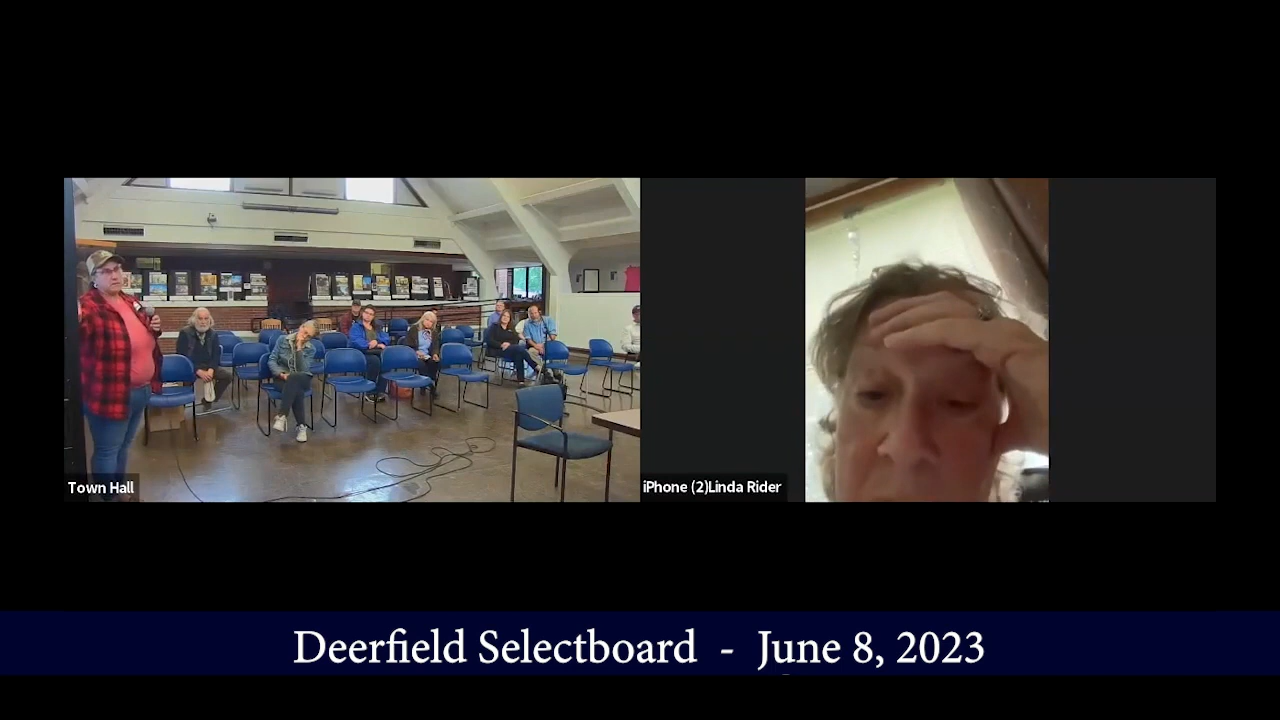 Town Hall
iPhone (2)Linda Rider
Deerfield Selectboard - June 8, 2023